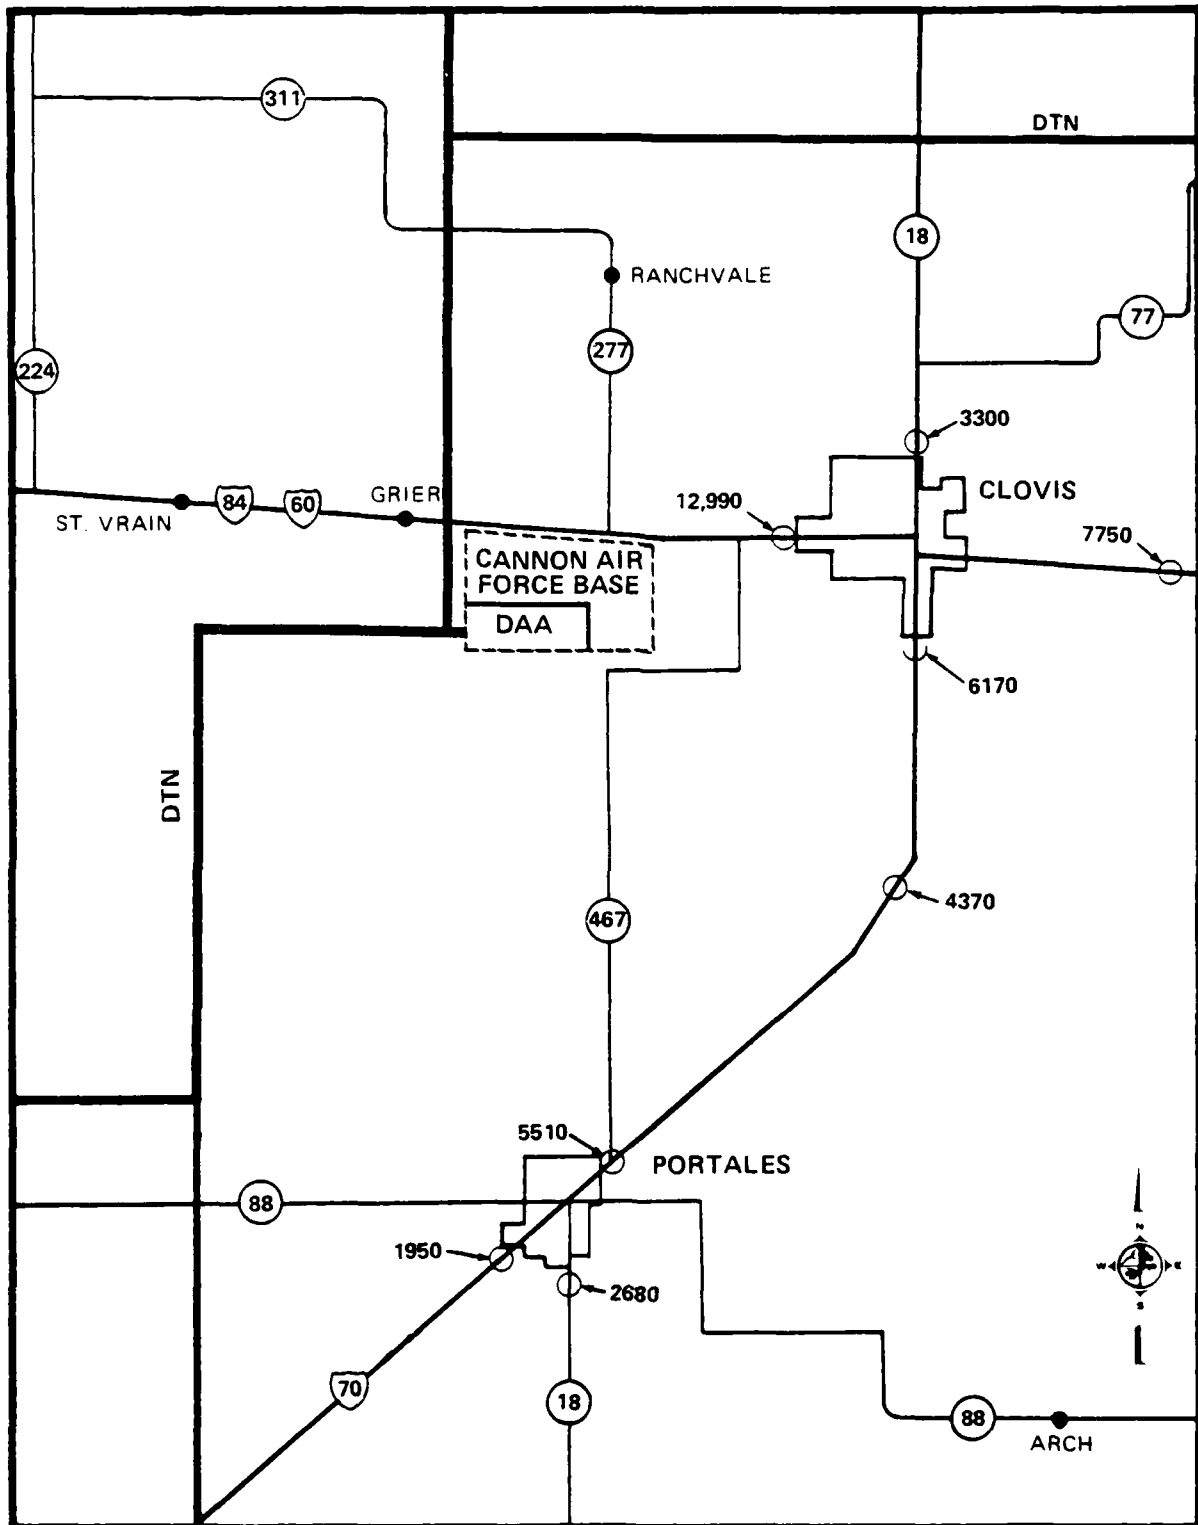 311
DTN
18
RANCHVALE
77
277
224
3300
GRIER
CLOVIS
84
60
12,990
ST. VRAIN
7750
CANNON AIR
FORCE BASE
DAA
6170
DTN
4370
467
5510
PORTALES
88
N
1950
W
E
2680
S
70
18
88
ARCH